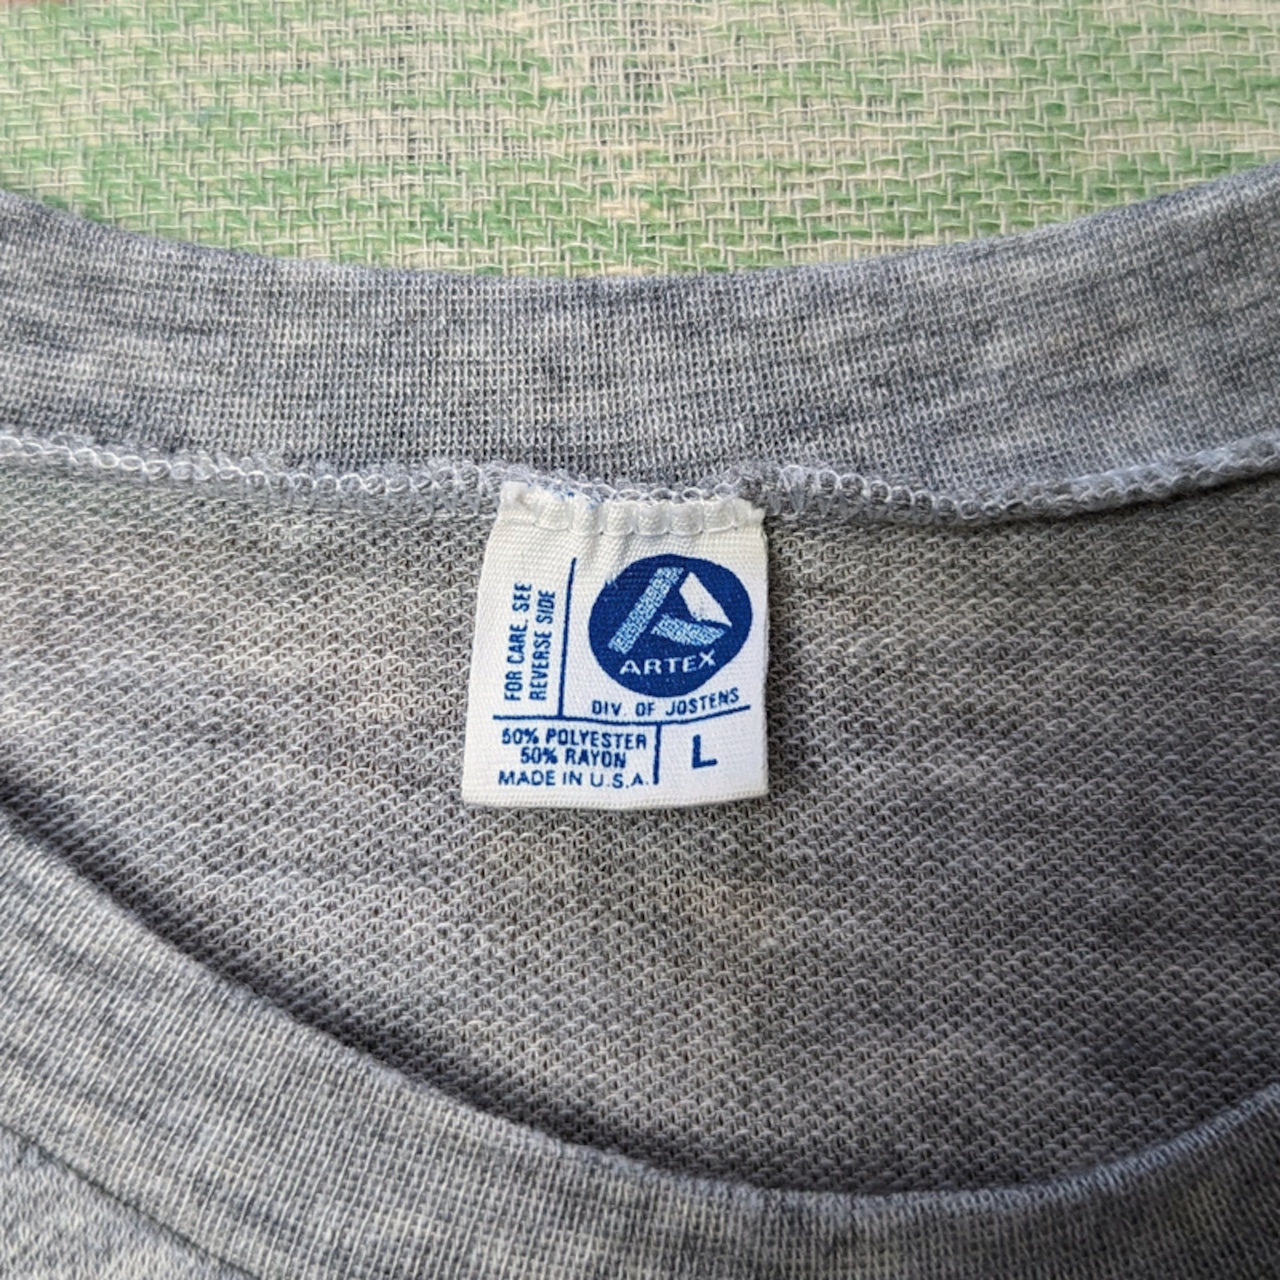 FOR CARE, SEE
REVERSE SIDE
ARTEX
DIV. OF JOSTENS
50% POLYESTER
50% RAYON
MADE IN U.S.A.
L